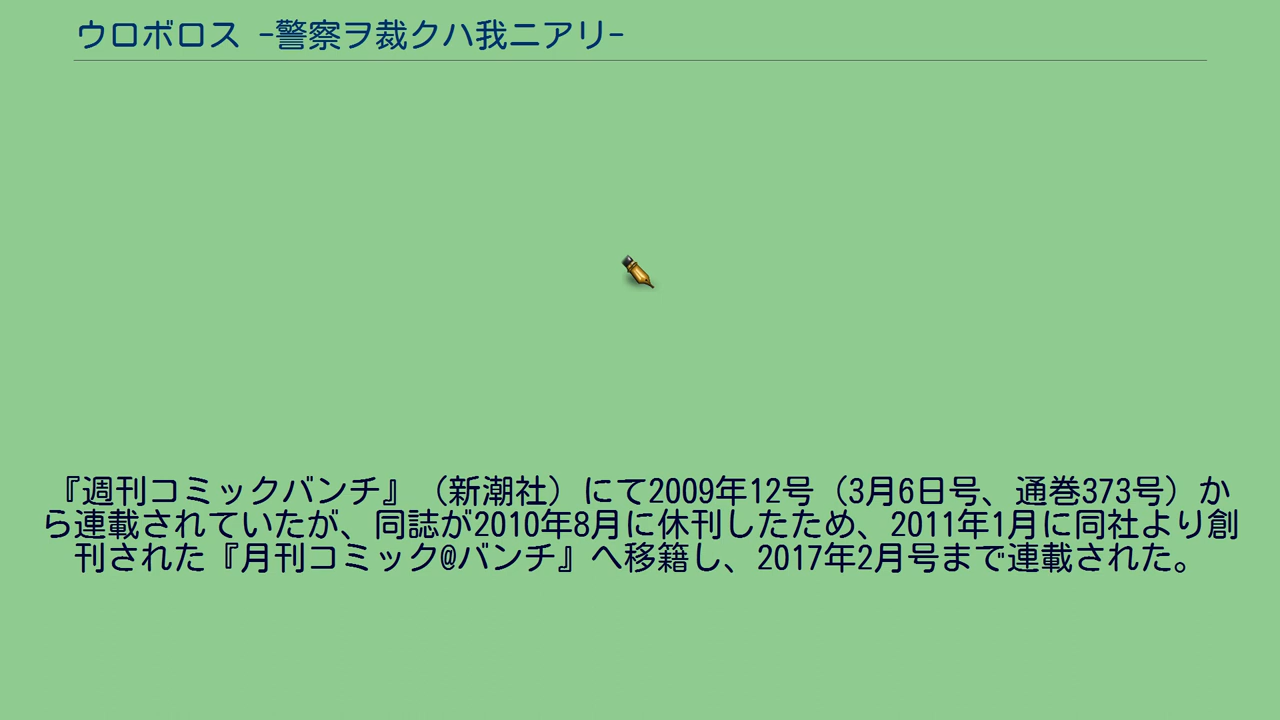 ウロボロス -警察ヲ裁クハ我ニアリ-
『週刊コミックバンチ』（新潮社）にて2009年12号（3月6日号、通巻373号）か
ら連載されていたが、同誌が2010年8月に休刊したため、2011年1月に同社より創
刊された『月刊コミック@バンチ』へ移籍し、2017年2月号まで連載された。